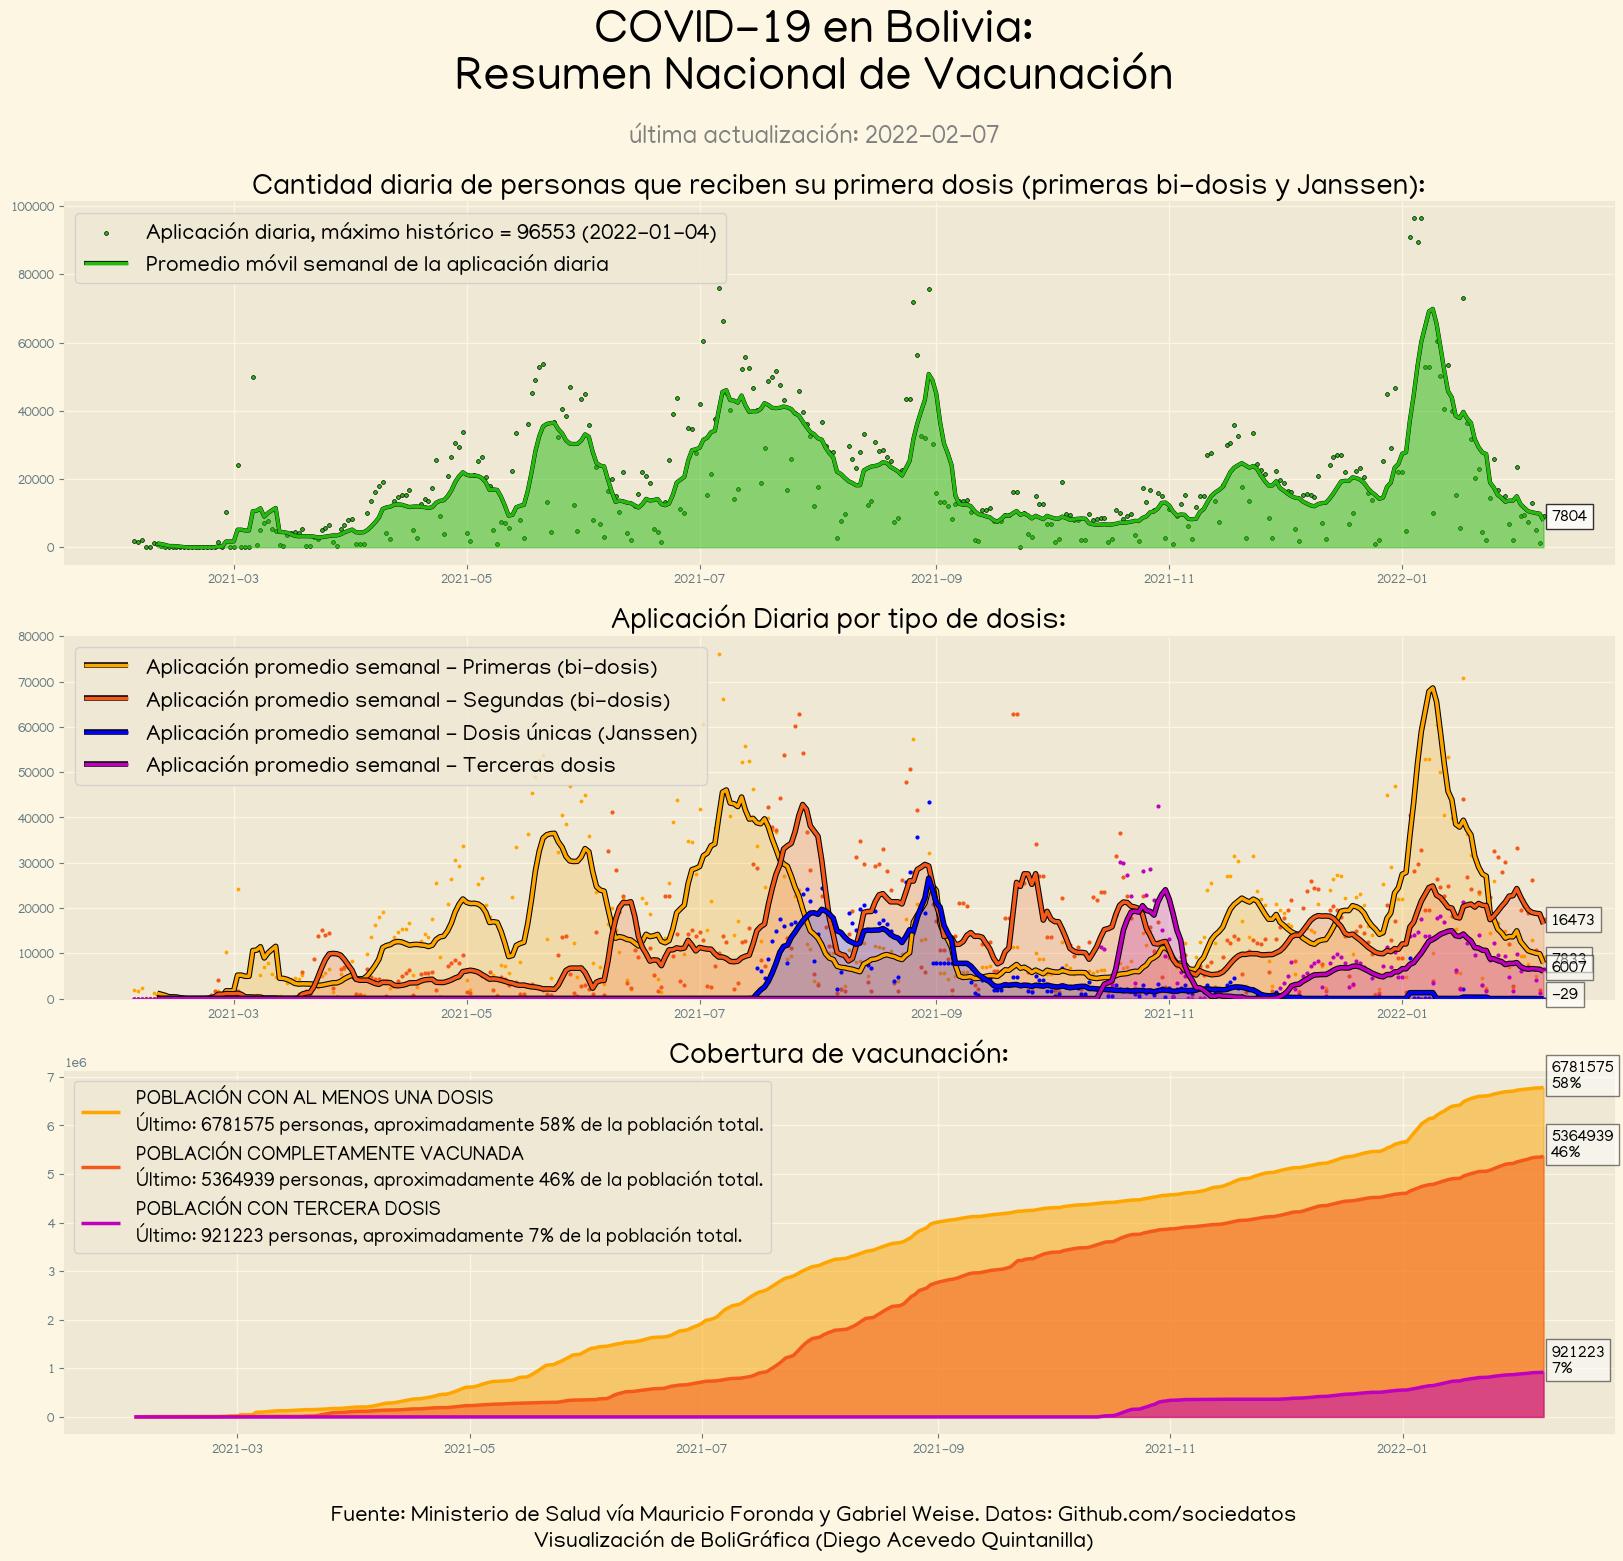 COVID-19 en Bolivia:
Resumen Nacional de Vacunación
última actualización: 2022-02-07
Cantidad diaria de personas que reciben su primera dosis (primeras bi-dosis y Janssen):
100000
80000
60000
40000
20000
0
Aplicación diaria, máximo histórico = 96553 (2022-01-04)
Promedio móvil semanal de la aplicación diaria
7804
2021-03
2021-05
2021-07
2021-09
2021-11
2022-01
Aplicación Diaria por tipo de dosis:
80000
70000
60000
50000
40000
30000
20000
10000
0
Aplicación promedio semanal - Primeras (bi-dosis)
Aplicación promedio semanal - Segundas (bi-dosis)
Aplicación promedio semanal - Dosis únicas (Janssen)
Aplicación promedio semanal - Terceras dosis
16473
6007
-29
2021-03
2021-05
2021-07
2021-09
2021-11
2022-01
Cobertura de vacunación:
1e6
7
6
5
4
3
2
1
0
POBLACIÓN CON AL MENOS UNA DOSIS
Último: 6781575 personas, aproximadamente 58% de la población total.
POBLACIÓN COMPLETAMENTE VACUNADA
Último: 5364939 personas, aproximadamente 46% de la población total.
POBLACIÓN CON TERCERA DOSIS
Último: 921223 personas, aproximadamente 7% de la población total.
6781575
58%
5364939
46%
921223
7%
2021-03
2021-05
2021-07
2021-09
2021-11
2022-01
Fuente: Ministerio de Salud vía Mauricio Foronda y Gabriel Weise. Datos: Github.com/sociedatos
Visualización de BoliGráfica (Diego Acevedo Quintanilla)